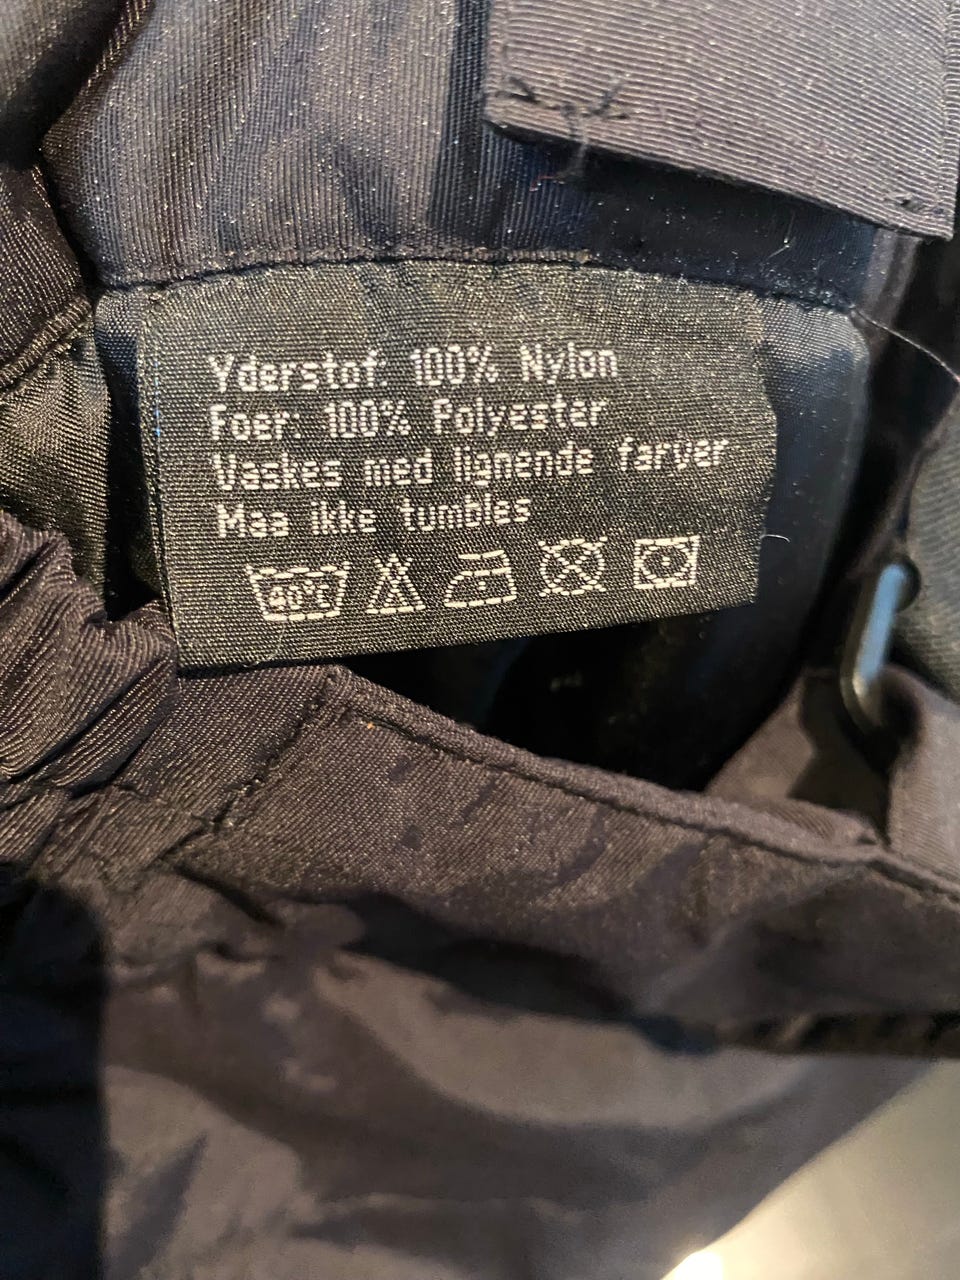 Yderstof: 100% Nylon
Foer: 100% Polyester
Vaskes med lignende farver
Maa ikke tumbles
40°C